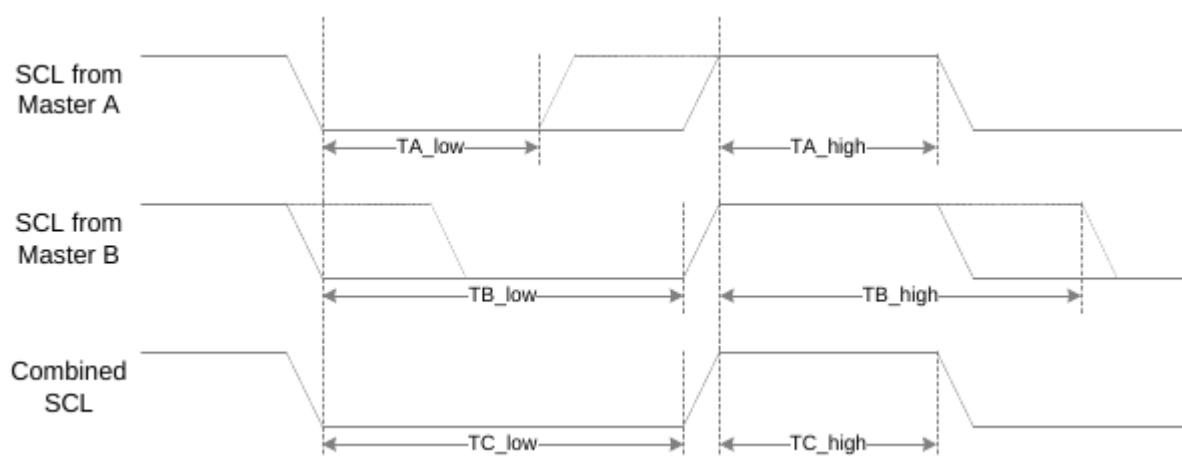 SCL from
Master A
TA_low
TA_high
SCL from
Master B
TB_low
TB_high
Combined
SCL
TC_low
TC_high